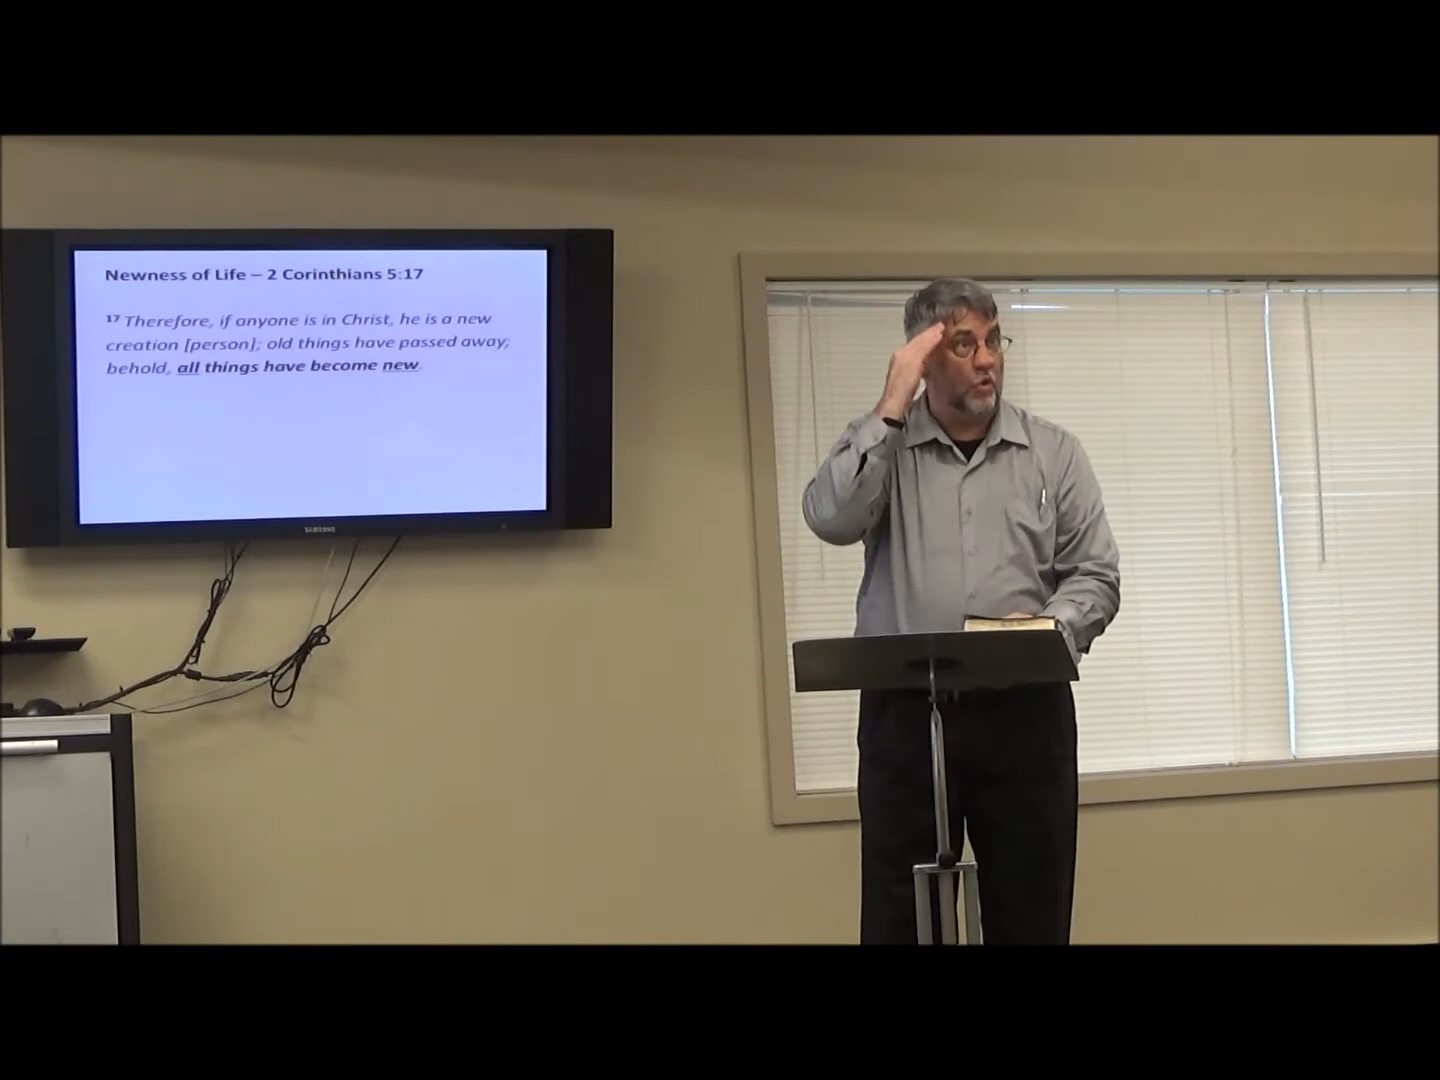 Newness of Life – 2 Corinthians 5:17
17 Therefore, if anyone is in Christ, he is a new
creation [person]; old things have passed away;
behold, all things have become new.
SAMSUNG